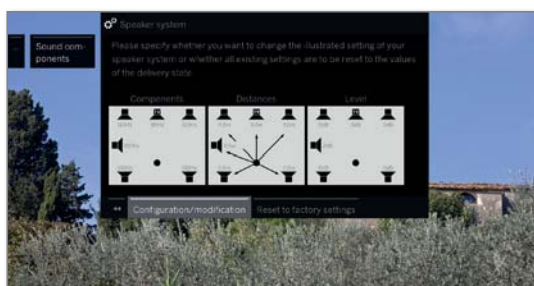 Speaker system
Sound com-
ponents
Please specify whether you want to change the illustrated setting of your
speaker system or whether all existing settings are to be reset to the values
of the delivery state.
Components
Distances
Level
Configuration/modification
Reset to factory settings